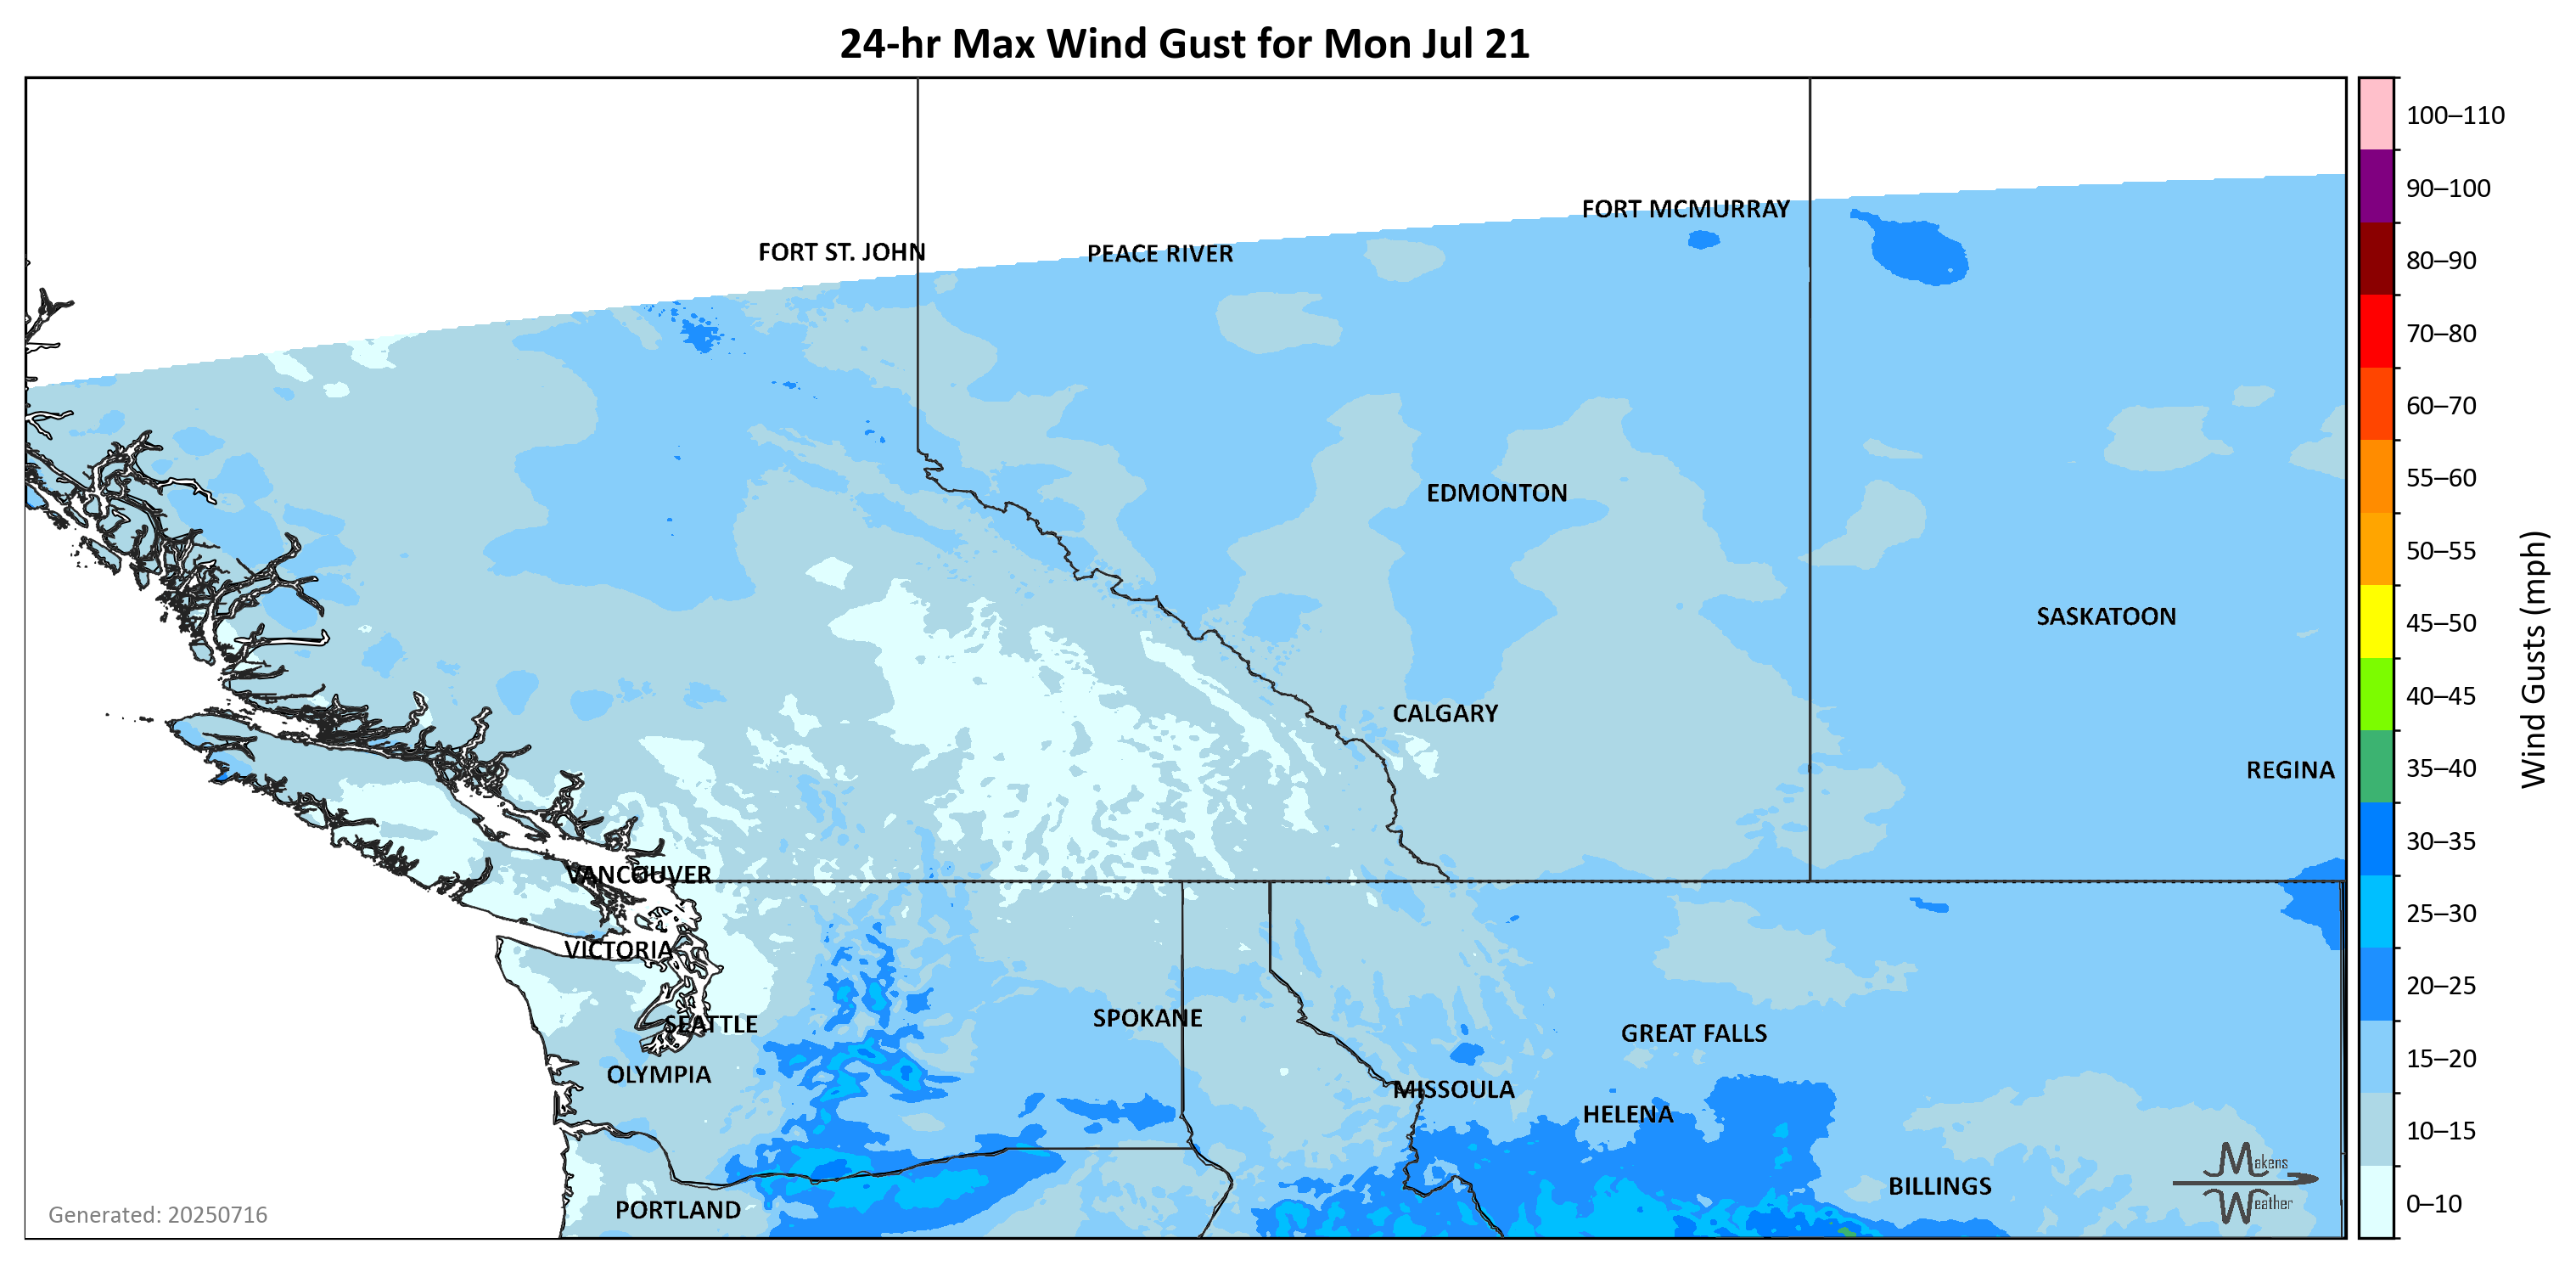 24-hr Max Wind Gust for Mon Jul 21
100–110
90–100
80–90
70–80
60–70
55–60
50–55
45–50
40–45
35–40
30–35
25–30
20–25
15–20
10–15
0–10
Wind Gusts (mph)
FORT MCMURRAY
FORT ST. JOHN
PEACE RIVER
EDMONTON
SASKATOON
CALGARY
REGINA
VANCOUVER
VICTORIA
SEATTLE
SPOKANE
GREAT FALLS
OLYMPIA
MISSOULA
HELENA
BILLINGS
PORTLAND
Makens
Weather
Generated: 20250716